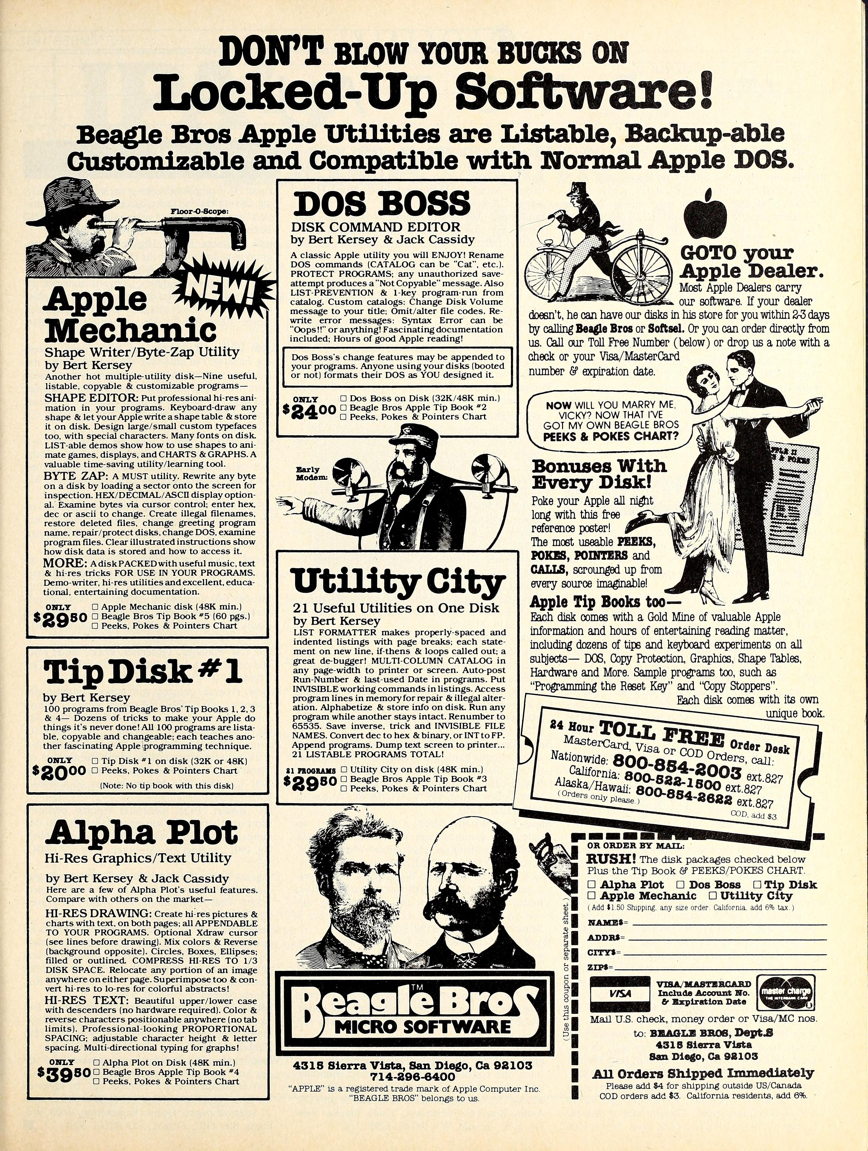 DON'T BLOW YOUR BUCKS ON
Locked-Up Software!
Beagle Bros Apple Utilities are Listable, Backup-able
Customizable and Compatible with Normal Apple DOS.
Floor-O-Scope:
NEW!
Apple
Mechanic
Shape Writer/Byte-Zap Utility
by Bert Kersey
Another hot multiple-utility disk—Nine useful,
listable, copyable & customizable programs—
SHAPE EDITOR: Put professional hi-res ani-
mation in your programs. Keyboard-draw any
shape & let your Apple write a shape table & store
it on disk. Design large/small custom typefaces
too, with special characters. Many fonts on disk.
LIST-able demos show how to use shapes to ani-
mate games, displays, and CHARTS & GRAPHS. A
valuable time-saving utility/learning tool.
BYTE ZAP: A MUST utility. Rewrite any byte
on a disk by loading a sector onto the screen for
inspection. HEX/DECIMAL/ASCII display option-
al. Examine bytes via cursor control; enter hex,
dec or ascii to change. Create illegal filenames,
restore deleted files, change greeting program
name, repair/protect disks, change DOS, examine
program files. Clear illustrated instructions show
how disk data is stored and how to access it.
MORE: A disk PACKED with useful music, text
& hi-res tricks FOR USE IN YOUR PROGRAMS.
Demo-writer, hi-res utilities and excellent, educa-
tional, entertaining documentation.
ONLY
$29.50
□ Apple Mechanic disk (48K min.)
□ Beagle Bros Tip Book #5 (60 pgs.)
□ Peeks, Pokes & Pointers Chart
Tip Disk #1
by Bert Kersey
100 programs from Beagle Bros' Tip Books 1, 2, 3
& 4— Dozens of tricks to make your Apple do
things it's never done! All 100 programs are lista-
ble, copyable and changeable; each teaches ano-
ther fascinating Apple programming technique.
ONLY
$20.00
□ Tip Disk #1 on disk (32K or 48K)
□ Peeks, Pokes & Pointers Chart
(Note: No tip book with this disk)
Alpha Plot
Hi-Res Graphics/Text Utility
by Bert Kersey & Jack Cassidy
Here are a few of Alpha Plot's useful features.
Compare with others on the market—
HI-RES DRAWING: Create hi-res pictures &
charts with text, on both pages; all APPENDABLE
TO YOUR PROGRAMS. Optional Xdraw cursor
(see lines before drawing). Mix colors & Reverse
(background opposite). Circles, Boxes, Ellipses;
filled or outlined. COMPRESS HI-RES TO 1/3
DISK SPACE. Relocate any portion of an image
anywhere on either page. Superimpose too & con-
vert hi-res to lo-res for colorful abstracts!
HI-RES TEXT: Beautiful upper/lower case
with descenders (no hardware required). Color &
reverse characters positionable anywhere (no tab
limits). Professional-looking PROPORTIONAL
SPACING; adjustable character height & letter
spacing. Multi-directional typing for graphs!
ONLY
$39.50
□ Alpha Plot on Disk (48K min.)
□ Beagle Bros Apple Tip Book #4
□ Peeks, Pokes & Pointers Chart
DOS BOSS
DISK COMMAND EDITOR
by Bert Kersey & Jack Cassidy
A classic Apple utility you will ENJOY! Rename
DOS commands (CATALOG can be "Cat", etc.).
PROTECT PROGRAMS; any unauthorized save-
attempt produces a "Not Copyable" message. Also
LIST-PREVENTION & 1-key program-run from
catalog. Custom catalogs: Change Disk Volume
message to your title; Omit/alter file codes. Re-
write error messages: Syntax Error can be
"Oops!!" or anything! Fascinating documentation
included; Hours of good Apple reading!
Dos Boss's change features may be appended to
your programs. Anyone using your disks (booted
or not) formats their DOS as YOU designed it.
ONLY
$24.00
□ Dos Boss on Disk (32K/48K min.)
□ Beagle Bros Apple Tip Book #2
□ Peeks, Pokes & Pointers Chart
Early
Modem:
Utility City
21 Useful Utilities on One Disk
by Bert Kersey
LIST FORMATTER makes properly-spaced and
indented listings with page breaks; each state-
ment on new line, if-thens & loops called out; a
great de-bugger! MULTI-COLUMN CATALOG in
any page-width to printer or screen. Auto-post
Run-Number & last-used Date in programs. Put
INVISIBLE working commands in listings. Access
program lines in memory for repair & illegal alter-
ation. Alphabetize & store info on disk. Run any
program while another stays intact. Renumber to
65535. Save inverse, trick and INVISIBLE FILE
NAMES. Convert dec to hex & binary, or INT to FP.
Append programs. Dump text screen to printer...
21 LISTABLE PROGRAMS TOTAL!
21 PROGRAMS
$29.50
□ Utility City on disk (48K min.)
□ Beagle Bros Apple Tip Book #3
□ Peeks, Pokes & Pointers Chart
Beagle Bros
TM
MICRO SOFTWARE
4315 Sierra Vista, San Diego, Ca 92103
714-296-6400
"APPLE" is a registered trade mark of Apple Computer Inc.
"BEAGLE BROS" belongs to us.
GOTO your
Apple Dealer.
Most Apple Dealers carry
our software. If your dealer
doesn't, he can have our disks in his store for you within 2-3 days
by calling Beagle Bros or Softsel. Or you can order directly from
us. Call our Toll Free Number (below) or drop us a note with a
check or your Visa/MasterCard
number & expiration date.
NOW WILL YOU MARRY ME,
VICKY? NOW THAT I'VE
GOT MY OWN BEAGLE BROS
PEEKS & POKES CHART?
Bonuses With
Every Disk!
Poke your Apple all night
long with this free
reference poster!
The most useable PEEKS,
POKES, POINTERS and
CALLS, scrounged up from
every source imaginable!
Apple Tip Books too—
Each disk comes with a Gold Mine of valuable Apple
information and hours of entertaining reading matter,
including dozens of tips and keyboard experiments on all
subjects— DOS, Copy Protection, Graphics, Shape Tables,
Hardware and More. Sample programs too, such as
"Programming the Reset Key" and "Copy Stoppers".
Each disk comes with its own
unique book.
24 Hour TOLL FREE Order Desk
MasterCard, Visa or COD Orders, call:
Nationwide: 800-854-2003 ext.827
California: 800-522-1500 ext.827
Alaska/Hawaii: 800-854-2622 ext.827
(Orders only please.)
COD, add $3
(Use this coupon or separate sheet.)
OR ORDER BY MAIL:
RUSH! The disk packages checked below
Plus the Tip Book & PEEKS/POKES CHART.
□ Alpha Plot □ Dos Boss □ Tip Disk
□ Apple Mechanic □ Utility City
(Add $1.50 Shipping, any size order. California, add 6% tax.)
NAME$=
ADDR$=
CITY$=
ZIP$=
VISA
VISA/MASTERCARD
Include Account No.
& Expiration Date
master charge
THE INTERBANK CARD
Mail U.S. check, money order or Visa/MC nos.
to: BEAGLE BROS, Dept.S
4315 Sierra Vista
San Diego, Ca 92103
All Orders Shipped Immediately
Please add $4 for shipping outside US/Canada
COD orders add $3. California residents, add 6%.